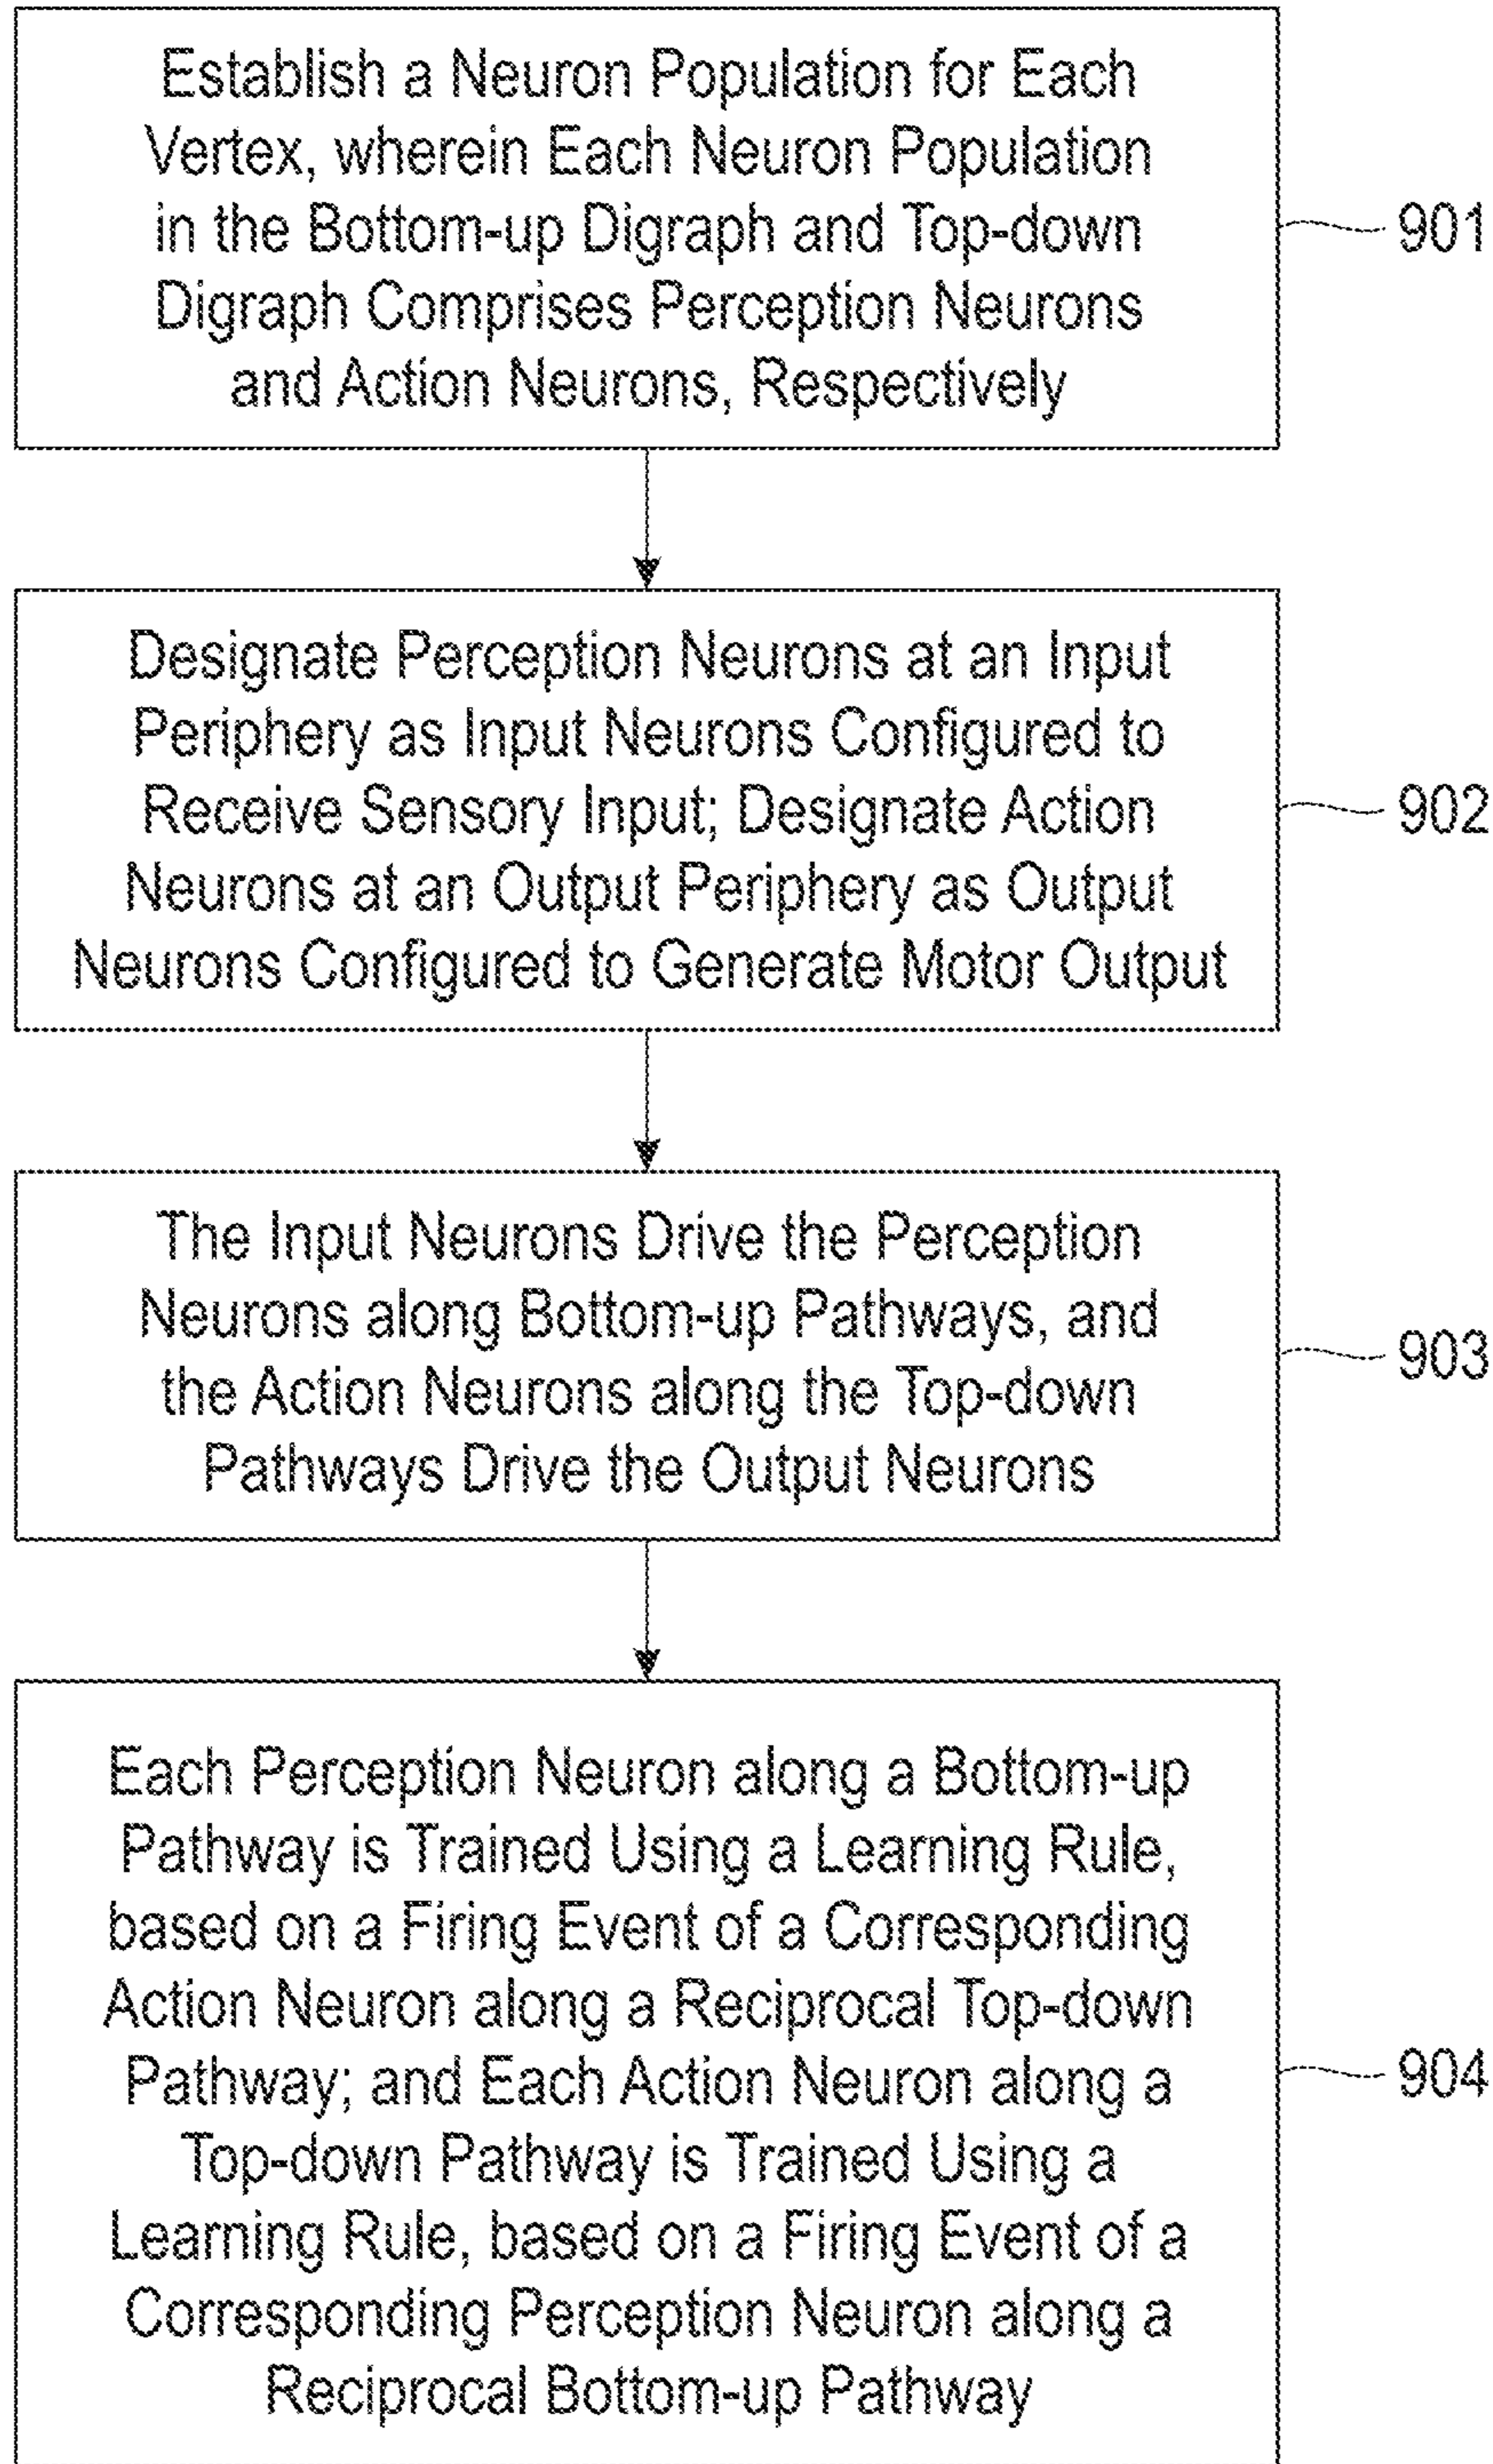 Establish a Neuron Population for Each
Vertex, wherein Each Neuron Population
in the Bottom-up Digraph and Top-down
Digraph Comprises Perception Neurons
and Action Neurons, Respectively
901
Designate Perception Neurons at an Input
Periphery as Input Neurons Configured to
Receive Sensory Input; Designate Action
Neurons at an Output Periphery as Output
Neurons Configured to Generate Motor Output
902
The Input Neurons Drive the Perception
Neurons along Bottom-up Pathways, and
the Action Neurons along the Top-down
Pathways Drive the Output Neurons
903
Each Perception Neuron along a Bottom-up
Pathway is Trained Using a Learning Rule,
based on a Firing Event of a Corresponding
Action Neuron along a Reciprocal Top-down
Pathway; and Each Action Neuron along a
Top-down Pathway is Trained Using a
Learning Rule, based on a Firing Event of a
Corresponding Perception Neuron along a
Reciprocal Bottom-up Pathway
904